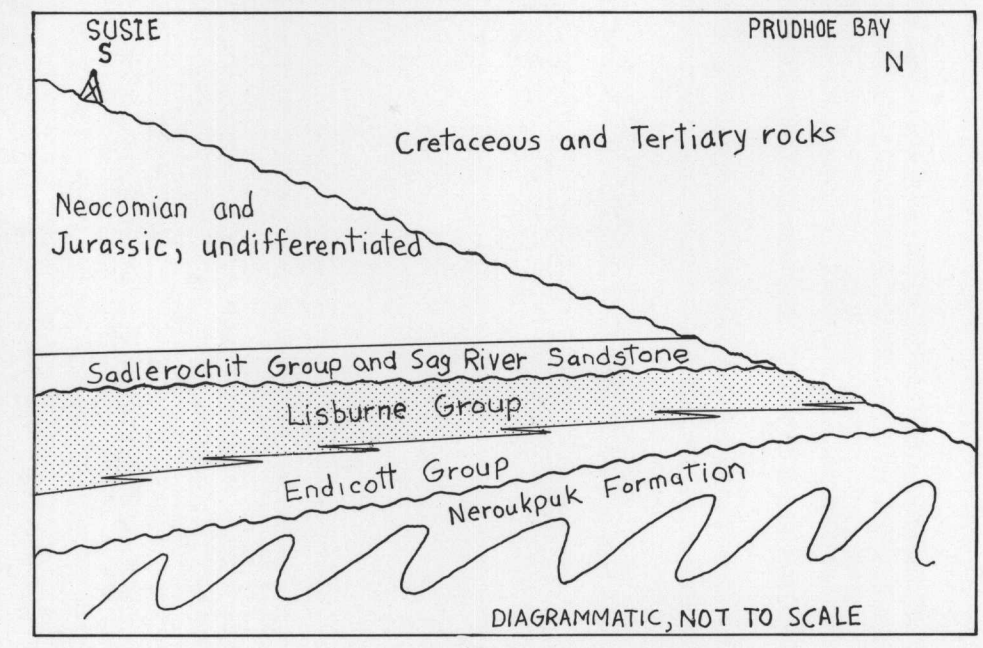 SUSIE
S
PRUDHOE BAY
N
Cretaceous and Tertiary rocks
Neocomian and
Jurassic, undifferentiated
Sadlerochit Group and Sag River Sandstone
Lisburne Group
Endicott Group
Neroukpuk Formation
DIAGRAMMATIC, NOT TO SCALE